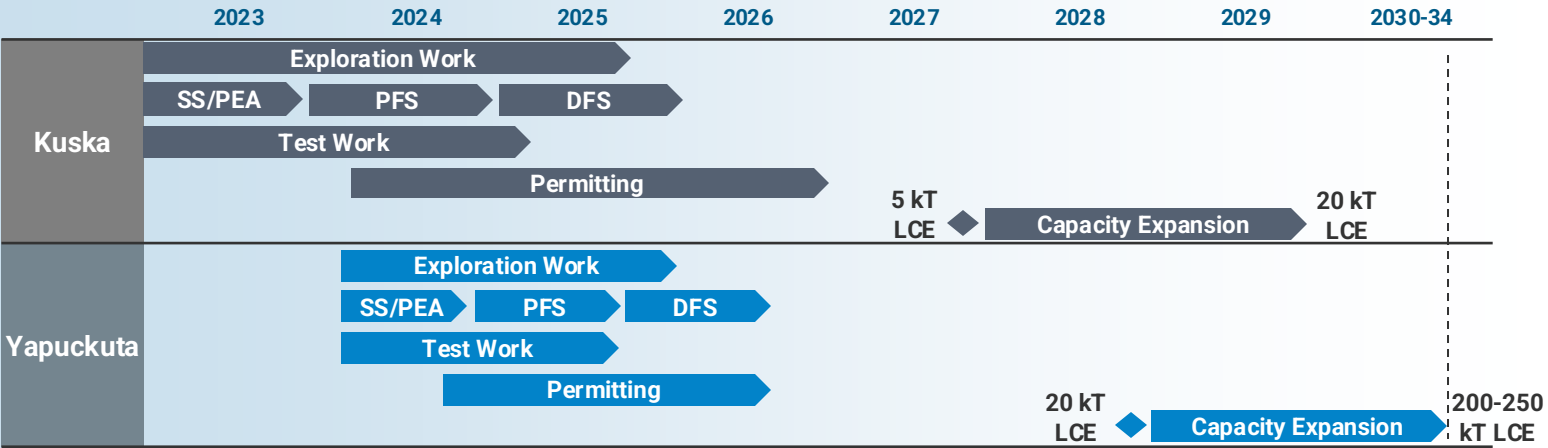 2023 2024 2025 2026 2027 2028 2029 2030-34
Kuska
Exploration Work
SS/PEA PFS DFS
Test Work
Permitting
5 kT
LCE
Capacity Expansion
20 kT
LCE
Yapuckuta
Exploration Work
SS/PEA PFS DFS
Test Work
Permitting
20 kT
LCE
Capacity Expansion
200-250
kT LCE